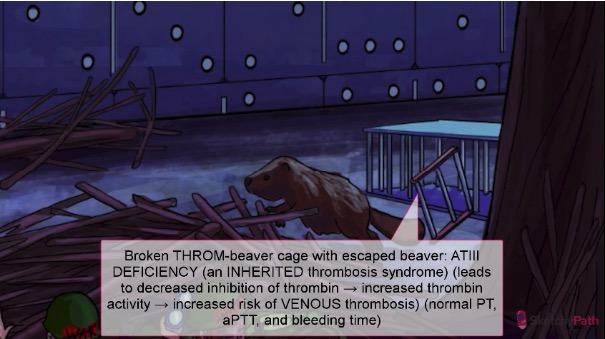 Broken THROM-beaver cage with escaped beaver: ATIII
DEFICIENCY (an INHERITED thrombosis syndrome) (leads
to decreased inhibition of thrombin → increased thrombin
activity → increased risk of VENOUS thrombosis) (normal PT,
aPTT, and bleeding time)
SketchyPath